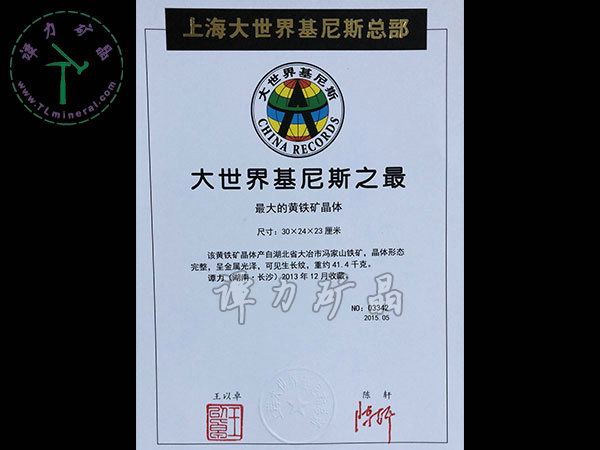 谭力矿晶
www.TLmineral.com
上海大世界基尼斯总部
大世界基尼斯
CHINA RECORDS
大世界基尼斯之最
最大的黄铁矿晶体
尺寸：30×24×23厘米
该黄铁矿晶体产自湖北省大冶市冯家山铁矿，晶体形态
完整，呈金属光泽，可见生长纹，重约41.4千克。
谭力（湖南·长沙）2013年12月收藏。
谭力矿晶
NO：03342
2015.05
王以卓
陈 轩